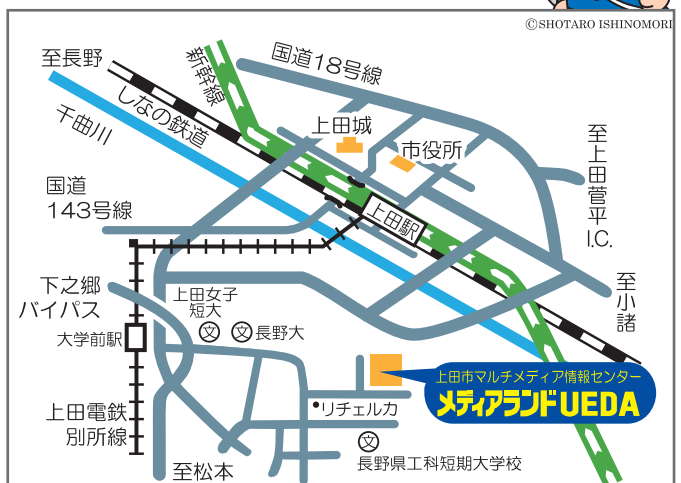 ©SHOTARO ISHINOMORI
至長野
しなの鉄道
新幹線
国道18号線
千曲川
上田城
市役所
至上田菅平I.C.
国道
143号線
上田駅
至小諸
下之郷
バイパス
上田女子
短大
文
文
長野大
大学前駅
上田市マルチメディア情報センター
メディアランドUEDA
リチェルカ
上田電鉄
別所線
文
長野県工科短期大学校
至松本